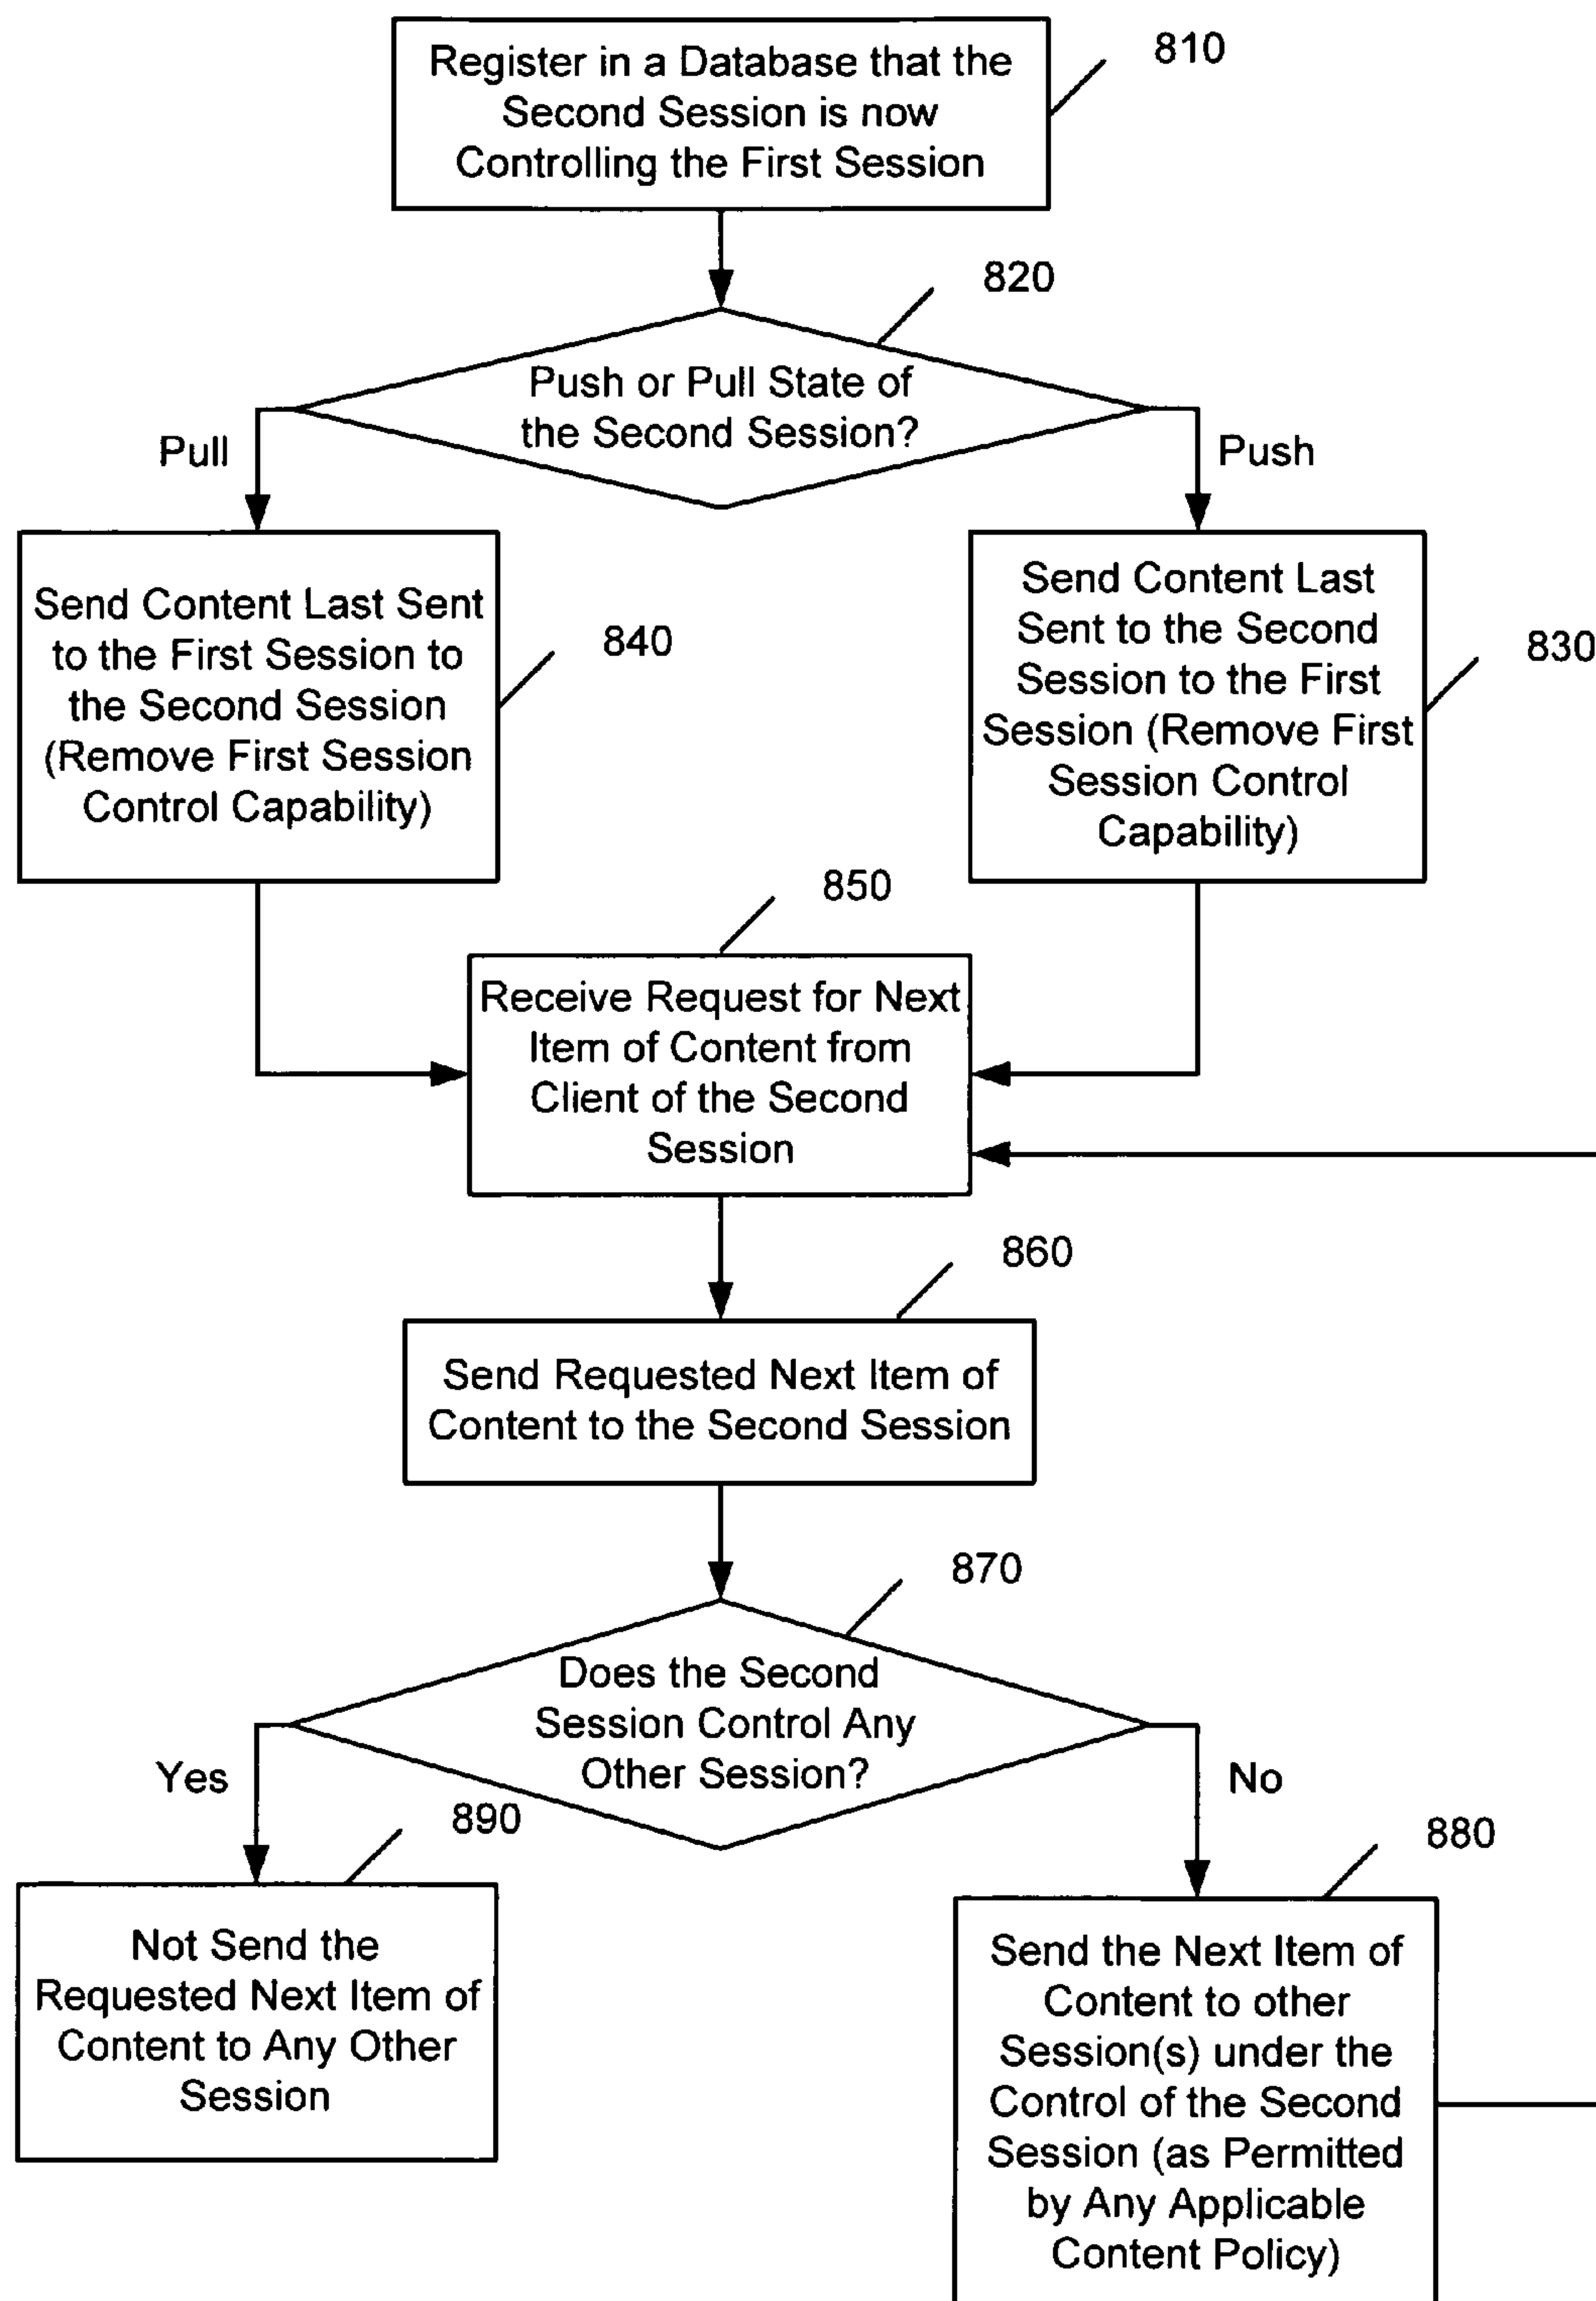 Register in a Database that the
Second Session is now
Controlling the First Session
810
820
Push or Pull State of
the Second Session?
Pull
Push
Send Content Last Sent
to the First Session to
the Second Session
(Remove First Session
Control Capability)
840
Send Content Last
Sent to the Second
Session to the First
Session (Remove First
Session Control
Capability)
830
850
Receive Request for Next
Item of Content from
Client of the Second
Session
860
Send Requested Next Item of
Content to the Second Session
870
Does the Second
Session Control Any
Other Session?
Yes
No
890
880
Not Send the
Requested Next Item of
Content to Any Other
Session
Send the Next Item of
Content to other
Session(s) under the
Control of the Second
Session (as Permitted
by Any Applicable
Content Policy)